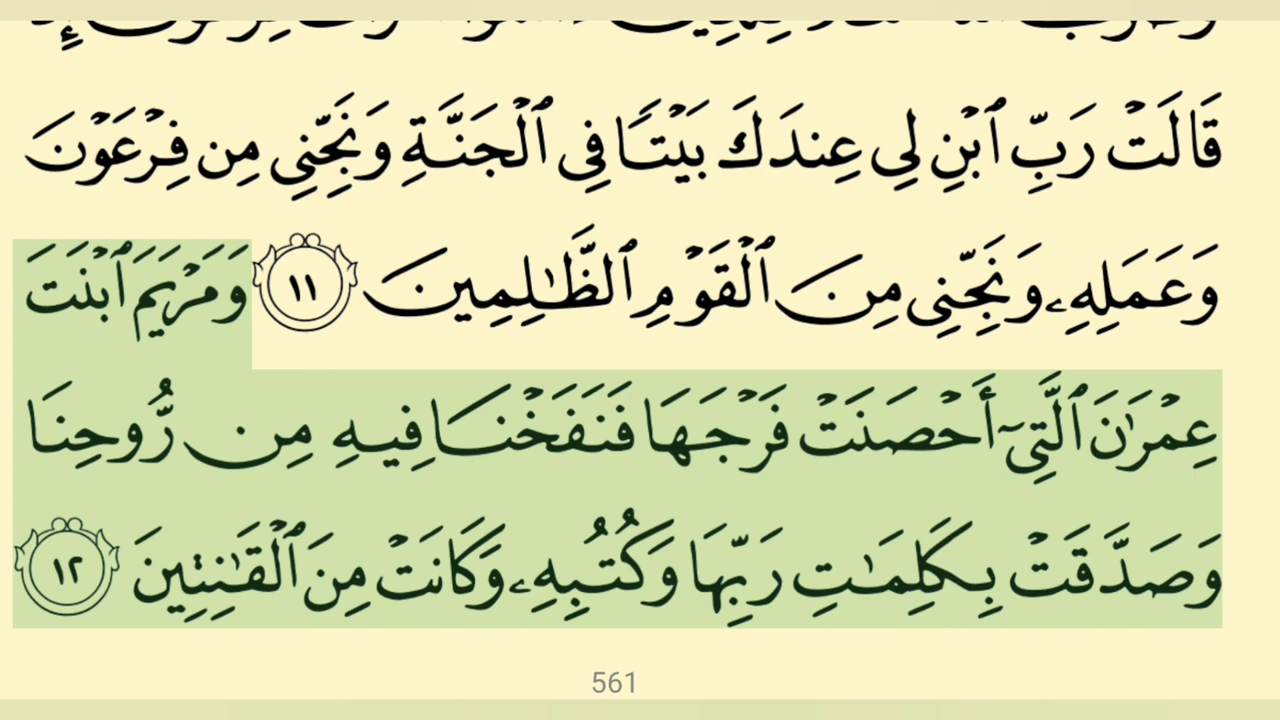 قَالَتْ رَبِّ ٱبْنِ لِى عِندَكَ بَيْتًا فِى ٱلْجَنَّةِ وَنَجِّنِى مِن فِرْعَوْنَ
وَعَمَلِهِۦ وَنَجِّنِى مِنَ ٱلْقَوْمِ ٱلظَّـٰلِمِينَ ١١ وَمَرْيَمَ ٱبْنَتَ
عِمْرَٰنَ ٱلَّتِىٓ أَحْصَنَتْ فَرْجَهَا فَنَفَخْنَا فِيهِ مِن رُّوحِنَا
وَصَدَّقَتْ بِكَلِمَـٰتِ رَبِّهَا وَكُتُبِهِۦ وَكَانَتْ مِنَ ٱلْقَـٰنِتِينَ ١٢
561